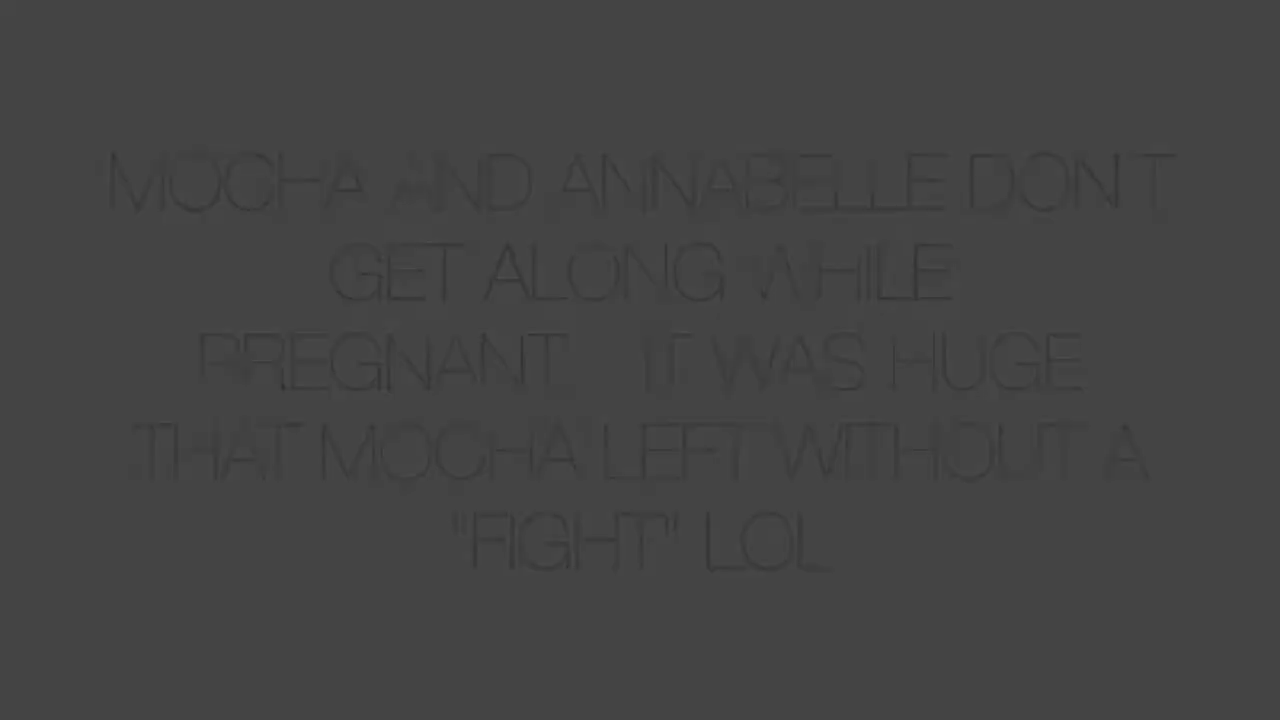 MOCHA AND ANNABELLE DON'T
GET ALONG WHILE
PREGNANT   IT WAS HUGE
THAT MOCHA LEFT WITHOUT A
"FIGHT" LOL